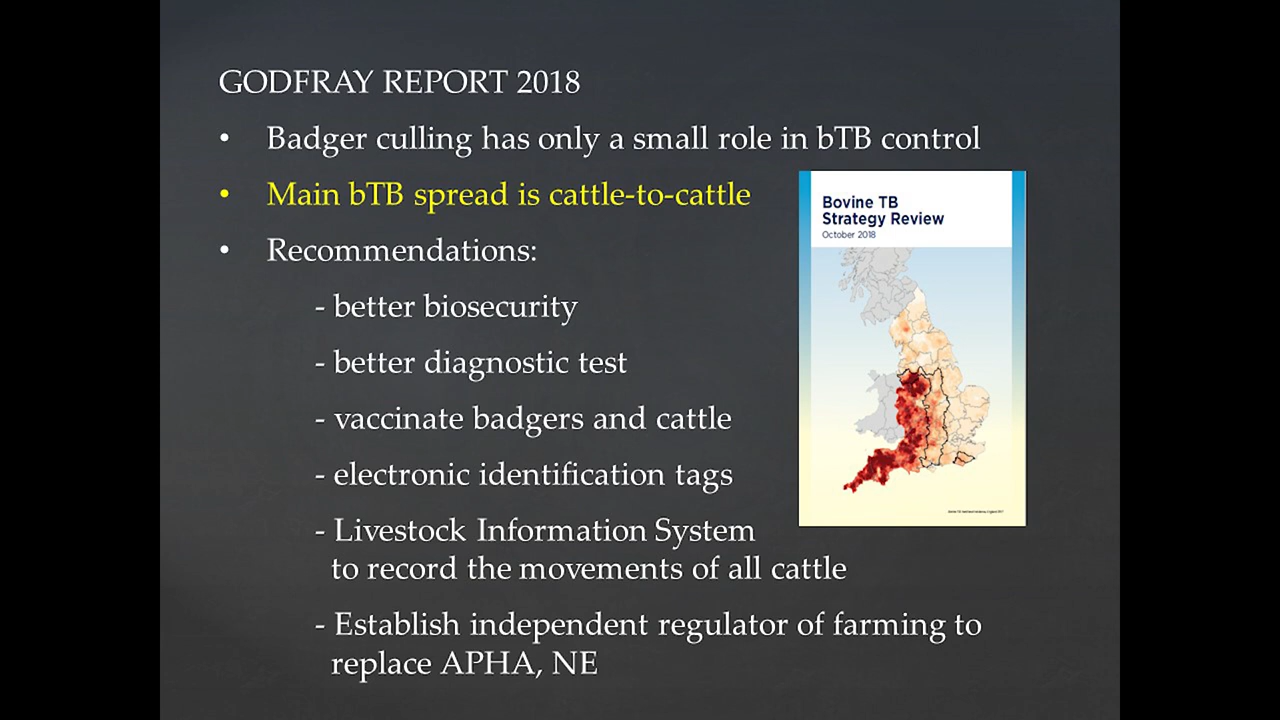 GODFRAY REPORT 2018
• Badger culling has only a small role in bTB control
• Main bTB spread is cattle-to-cattle
• Recommendations:
- better biosecurity
- better diagnostic test
- vaccinate badgers and cattle
- electronic identification tags
- Livestock Information System
to record the movements of all cattle
- Establish independent regulator of farming to
replace APHA, NE
Bovine TB
Strategy Review
October 2018